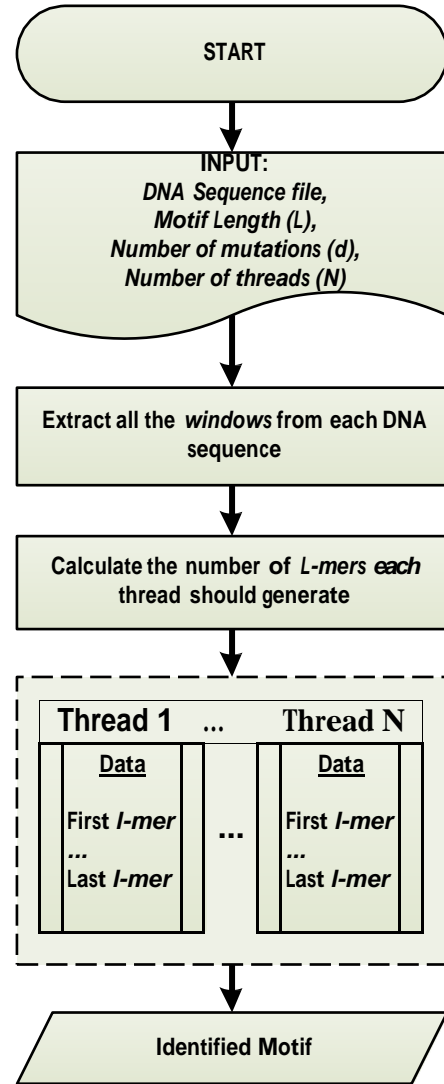 START
INPUT:
DNA Sequence file,
Motif Length (L),
Number of mutations (d),
Number of threads (N)
Extract all the windows from each DNA
sequence
Calculate the number of L-mers each
thread should generate
Thread 1 ... Thread N
Data
First l-mer
...
Last l-mer
...
Data
First l-mer
...
Last l-mer
Identified Motif